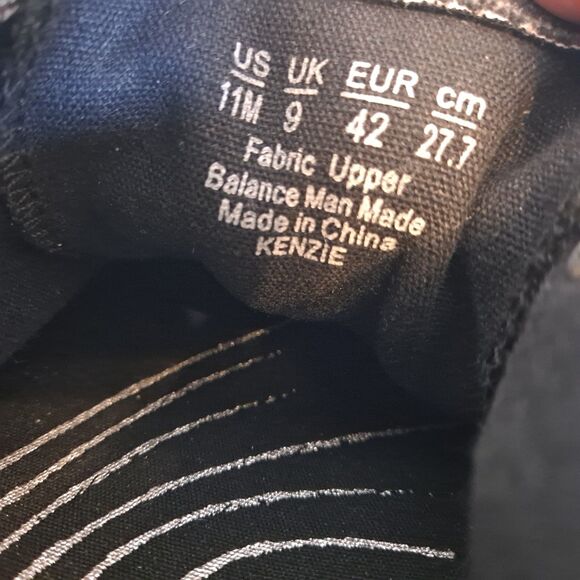 US UK EUR cm
11M 9 42 27.7
Fabric Upper
Balance Man Made
Made in China
KENZIE